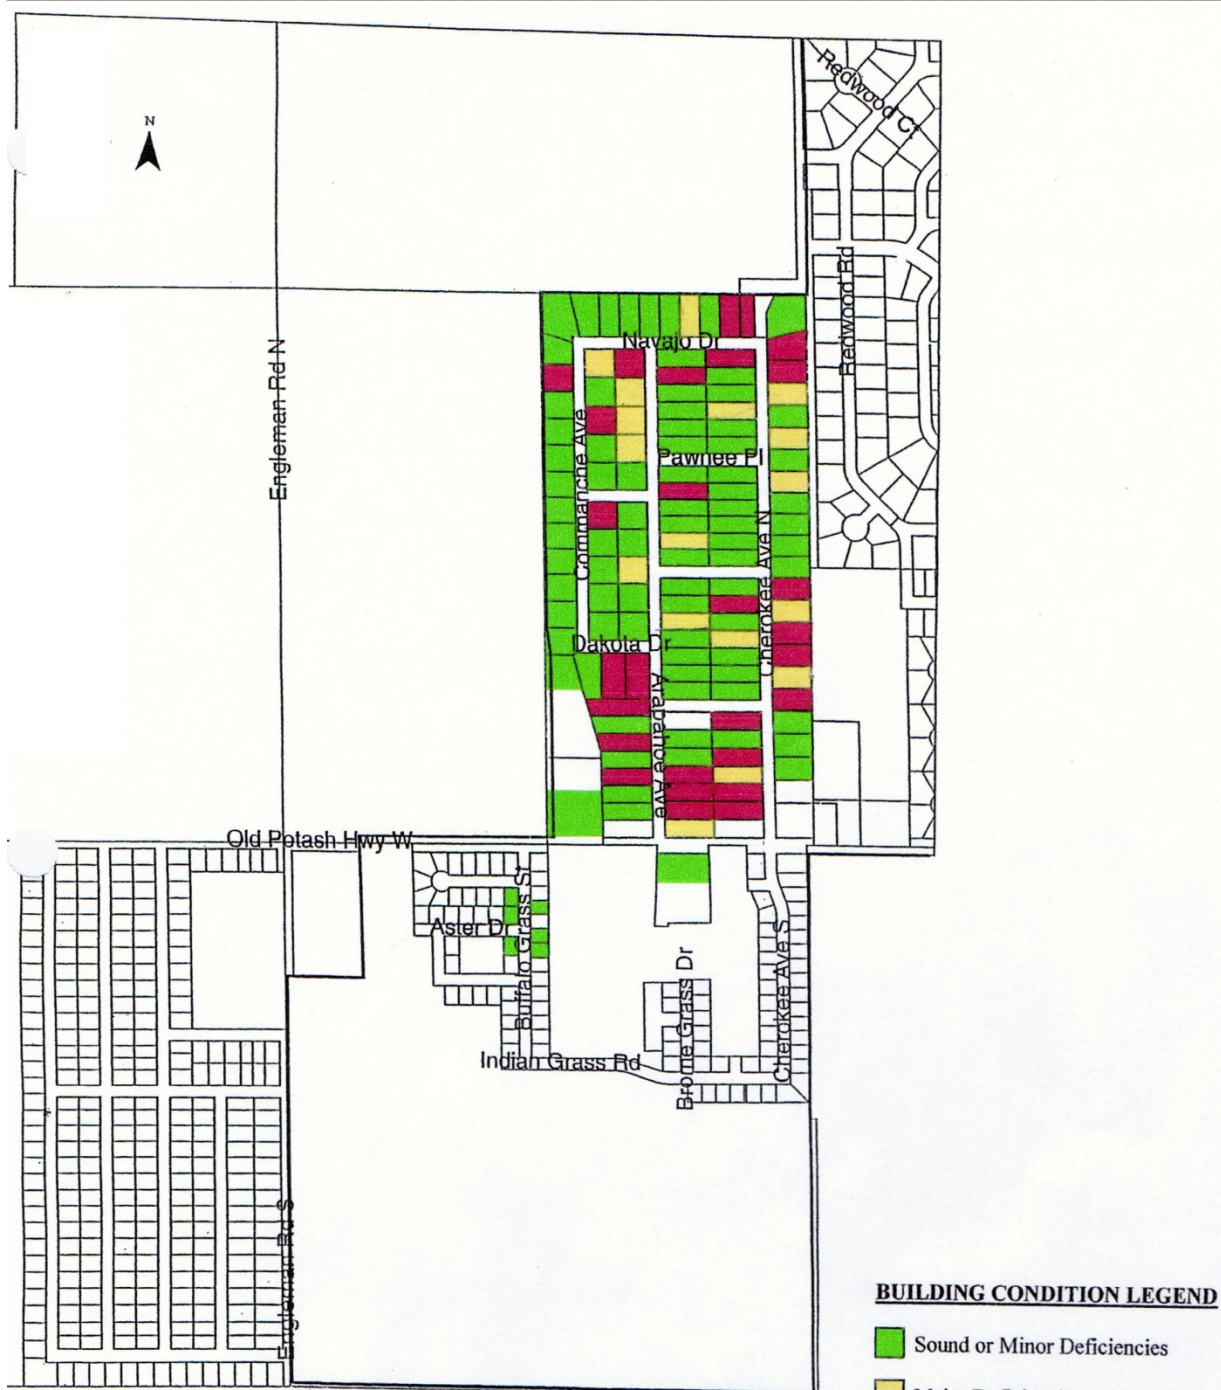 N
Redwood Ct
Redwood Rd
Engleman Rd N
Navajo Dr
Commanche Ave
Pawnee Pl
Cherokee Ave N
Dakota Dr
Arapahoe Ave
Old Potash Hwy W
Buffalo Grass St
Aster Dr
Brome Grass Dr
Cherokee Ave S
Indian Grass Rd
Engleman Rd S
BUILDING CONDITION LEGEND
Sound or Minor Deficiencies